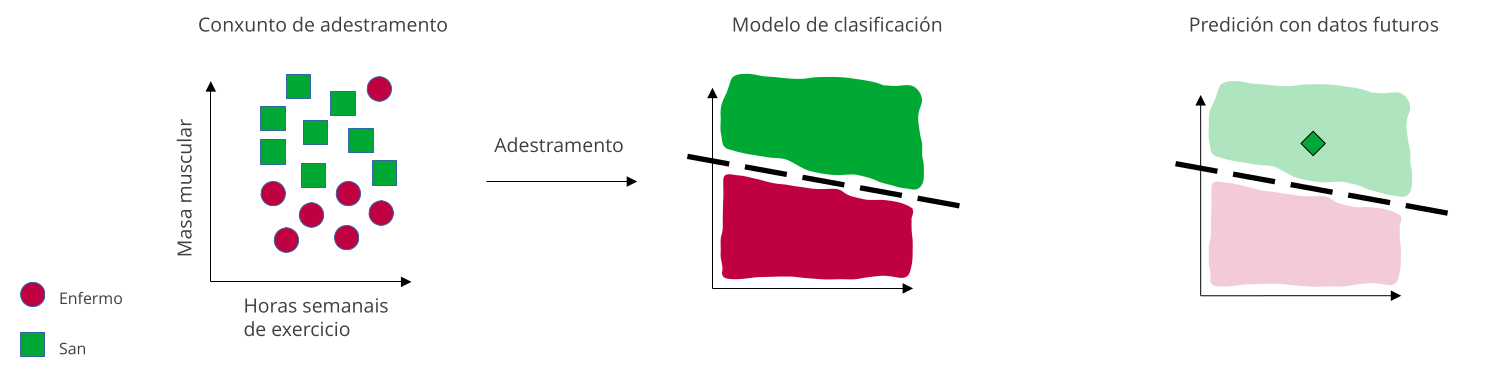 Conxunto de adestramento
Modelo de clasificación
Predición con datos futuros
Masa muscular
Adestramento
Horas semanais
de exercicio
Enfermo
San